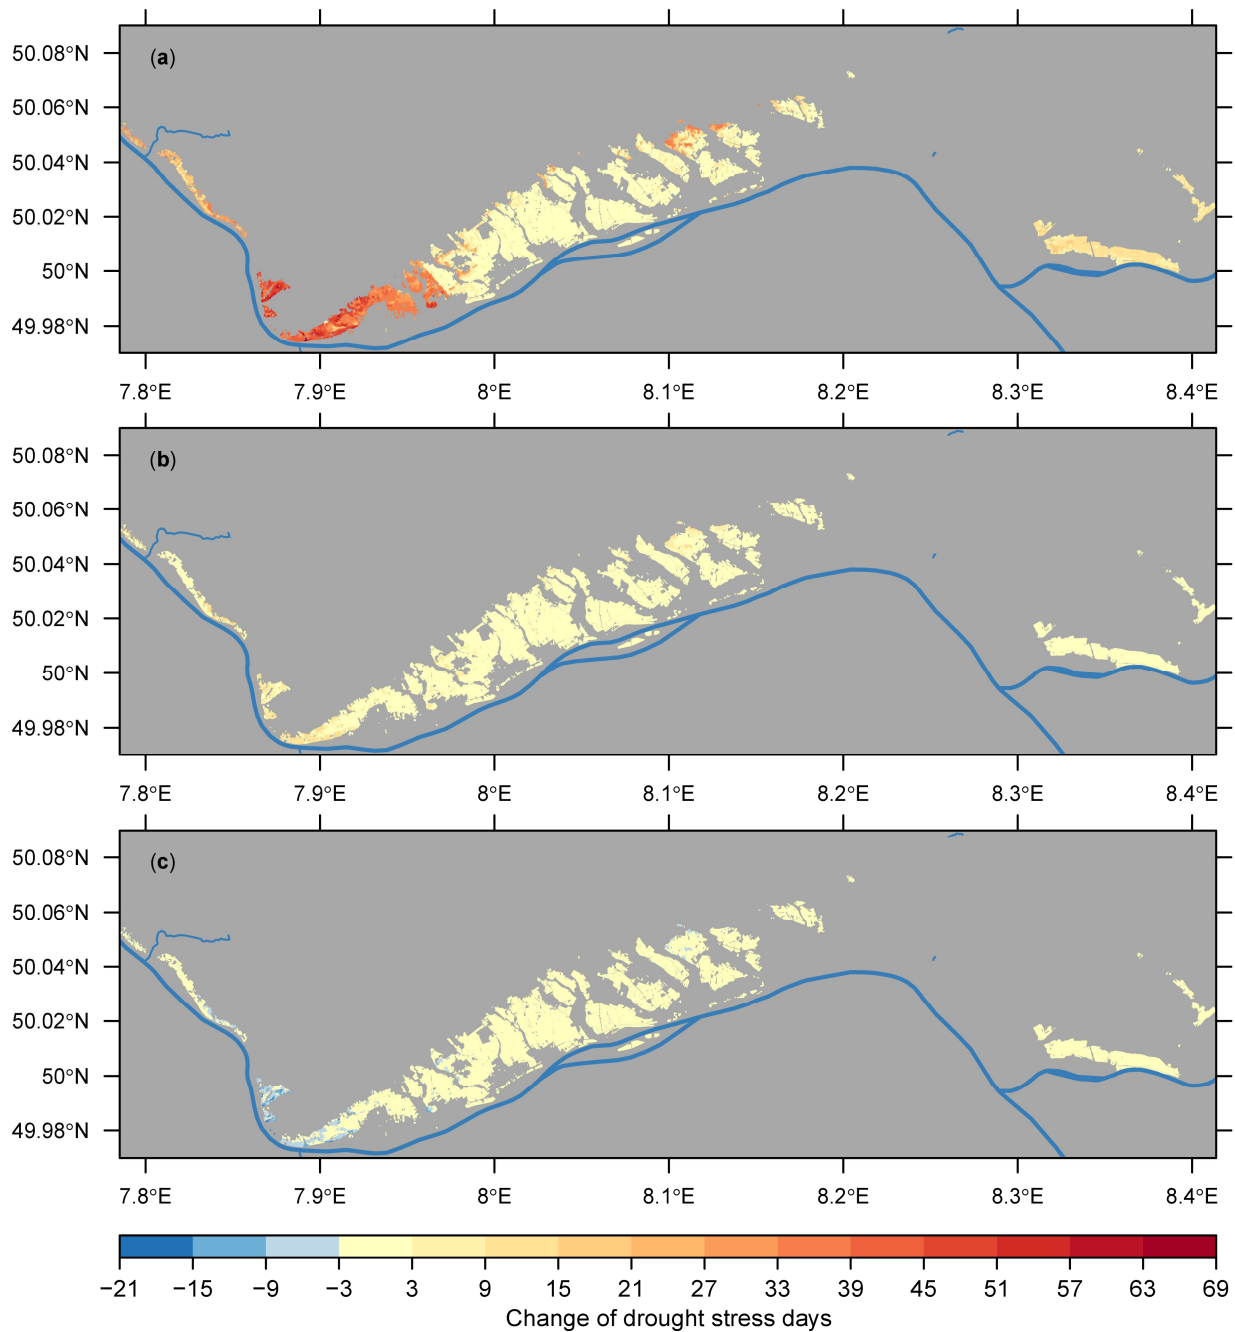 (a)
50.08°N
50.06°N
50.04°N
50.02°N
50°N
49.98°N
7.8°E 7.9°E 8°E 8.1°E 8.2°E 8.3°E 8.4°E
(b)
50.08°N
50.06°N
50.04°N
50.02°N
50°N
49.98°N
7.8°E 7.9°E 8°E 8.1°E 8.2°E 8.3°E 8.4°E
(c)
50.08°N
50.06°N
50.04°N
50.02°N
50°N
49.98°N
7.8°E 7.9°E 8°E 8.1°E 8.2°E 8.3°E 8.4°E
−21 −15 −9 −3 3 9 15 21 27 33 39 45 51 57 63 69
Change of drought stress days